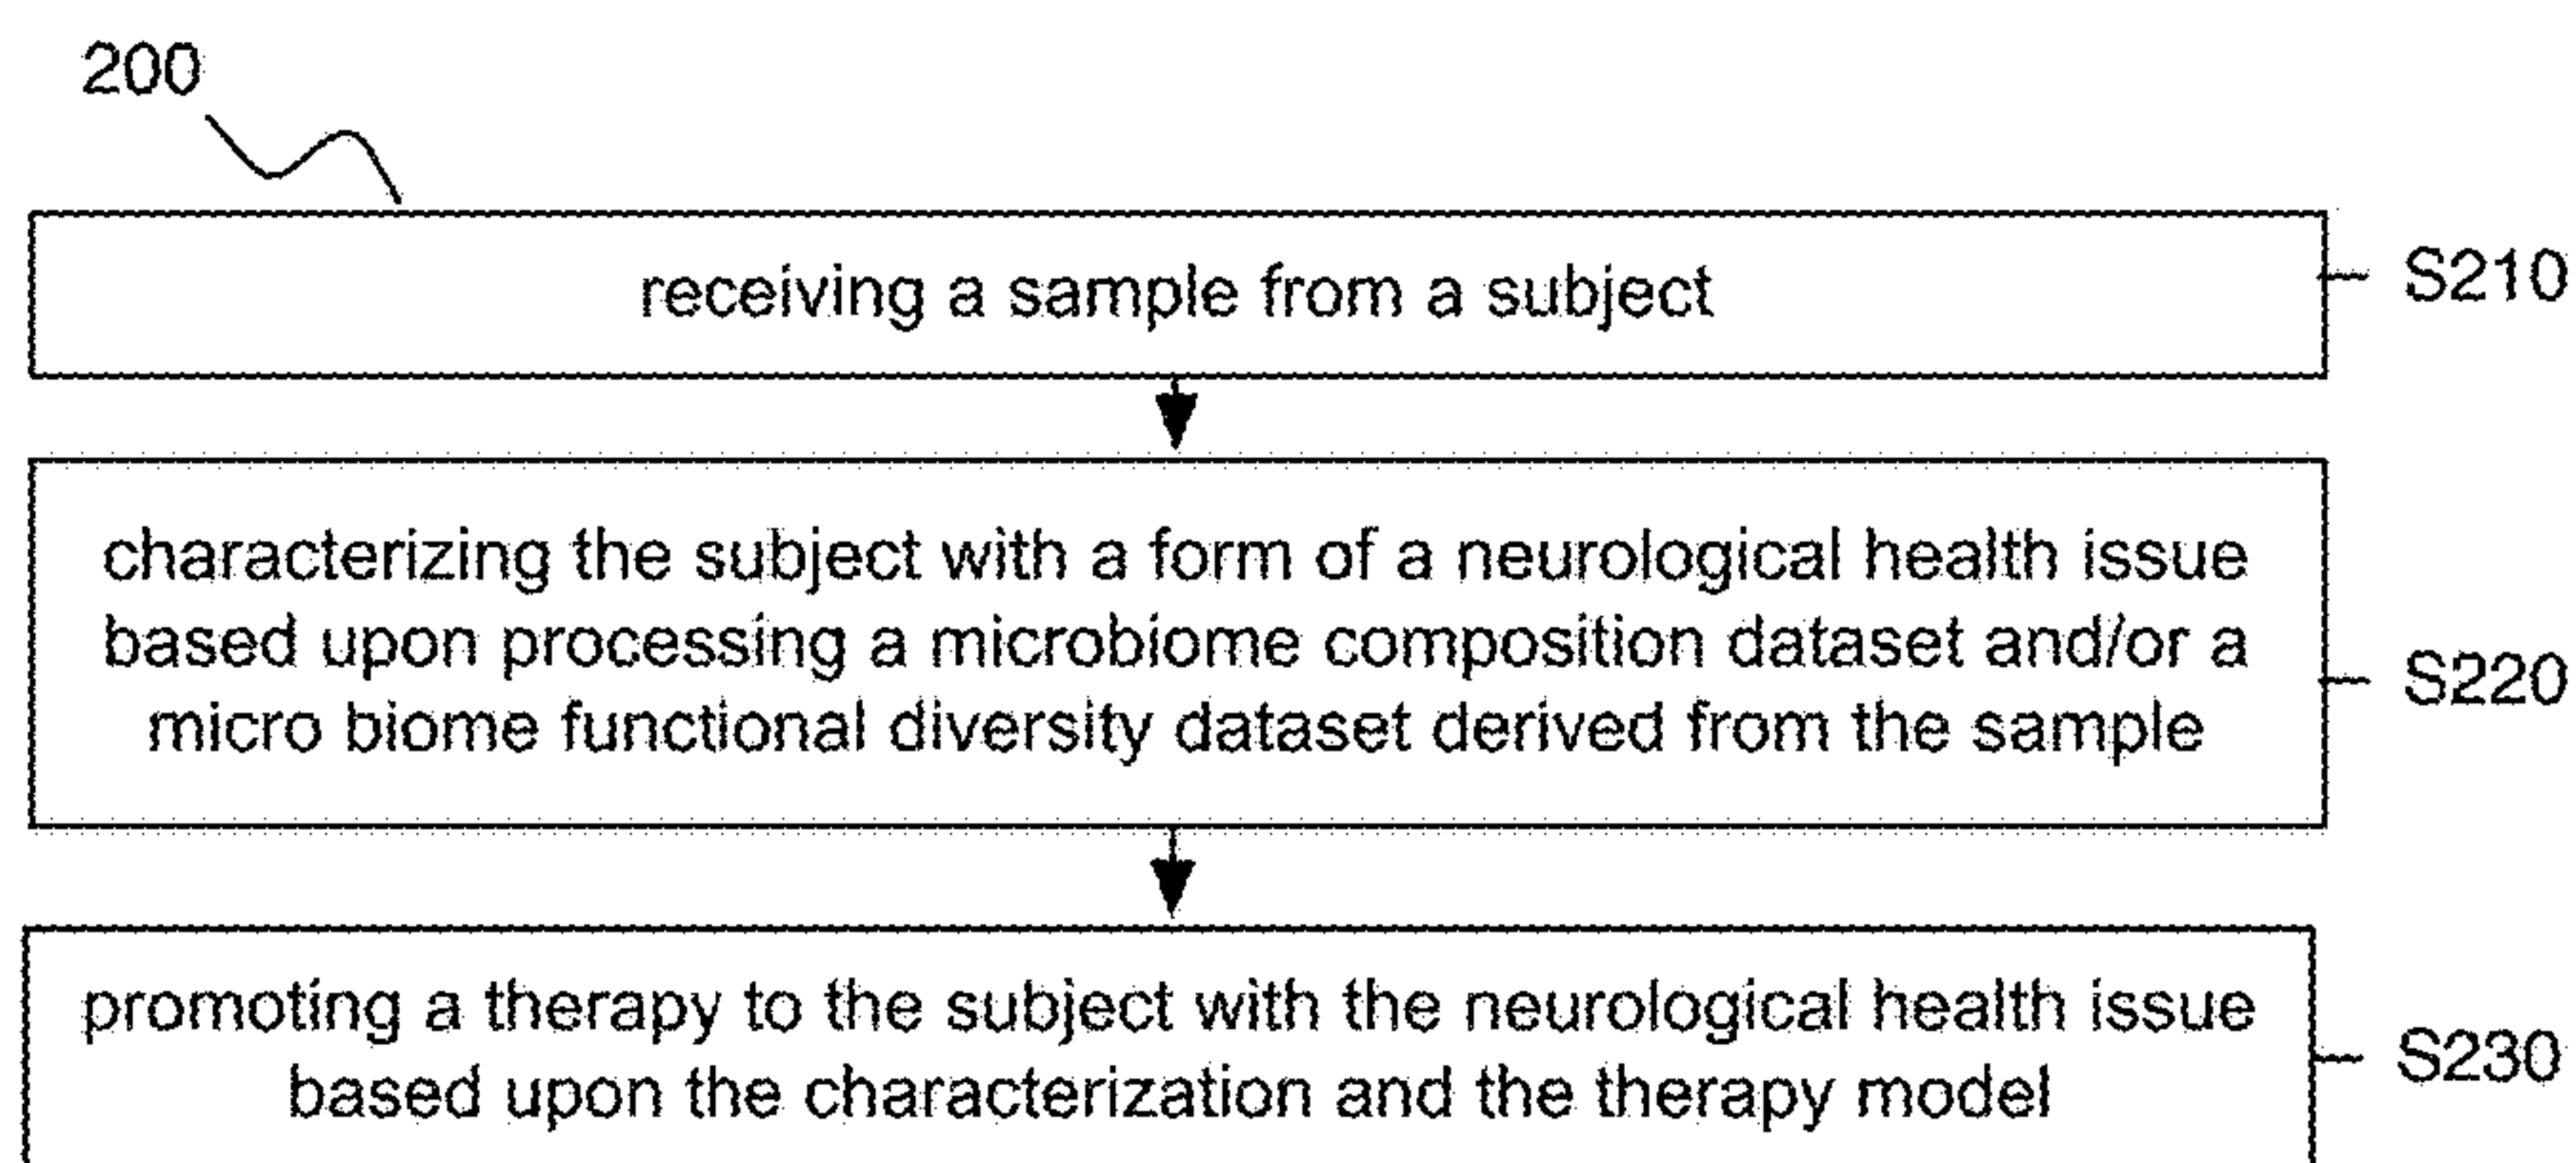 200
receiving a sample from a subject
S210
characterizing the subject with a form of a neurological health issue
based upon processing a microbiome composition dataset and/or a
micro biome functional diversity dataset derived from the sample
S220
promoting a therapy to the subject with the neurological health issue
based upon the characterization and the therapy model
S230